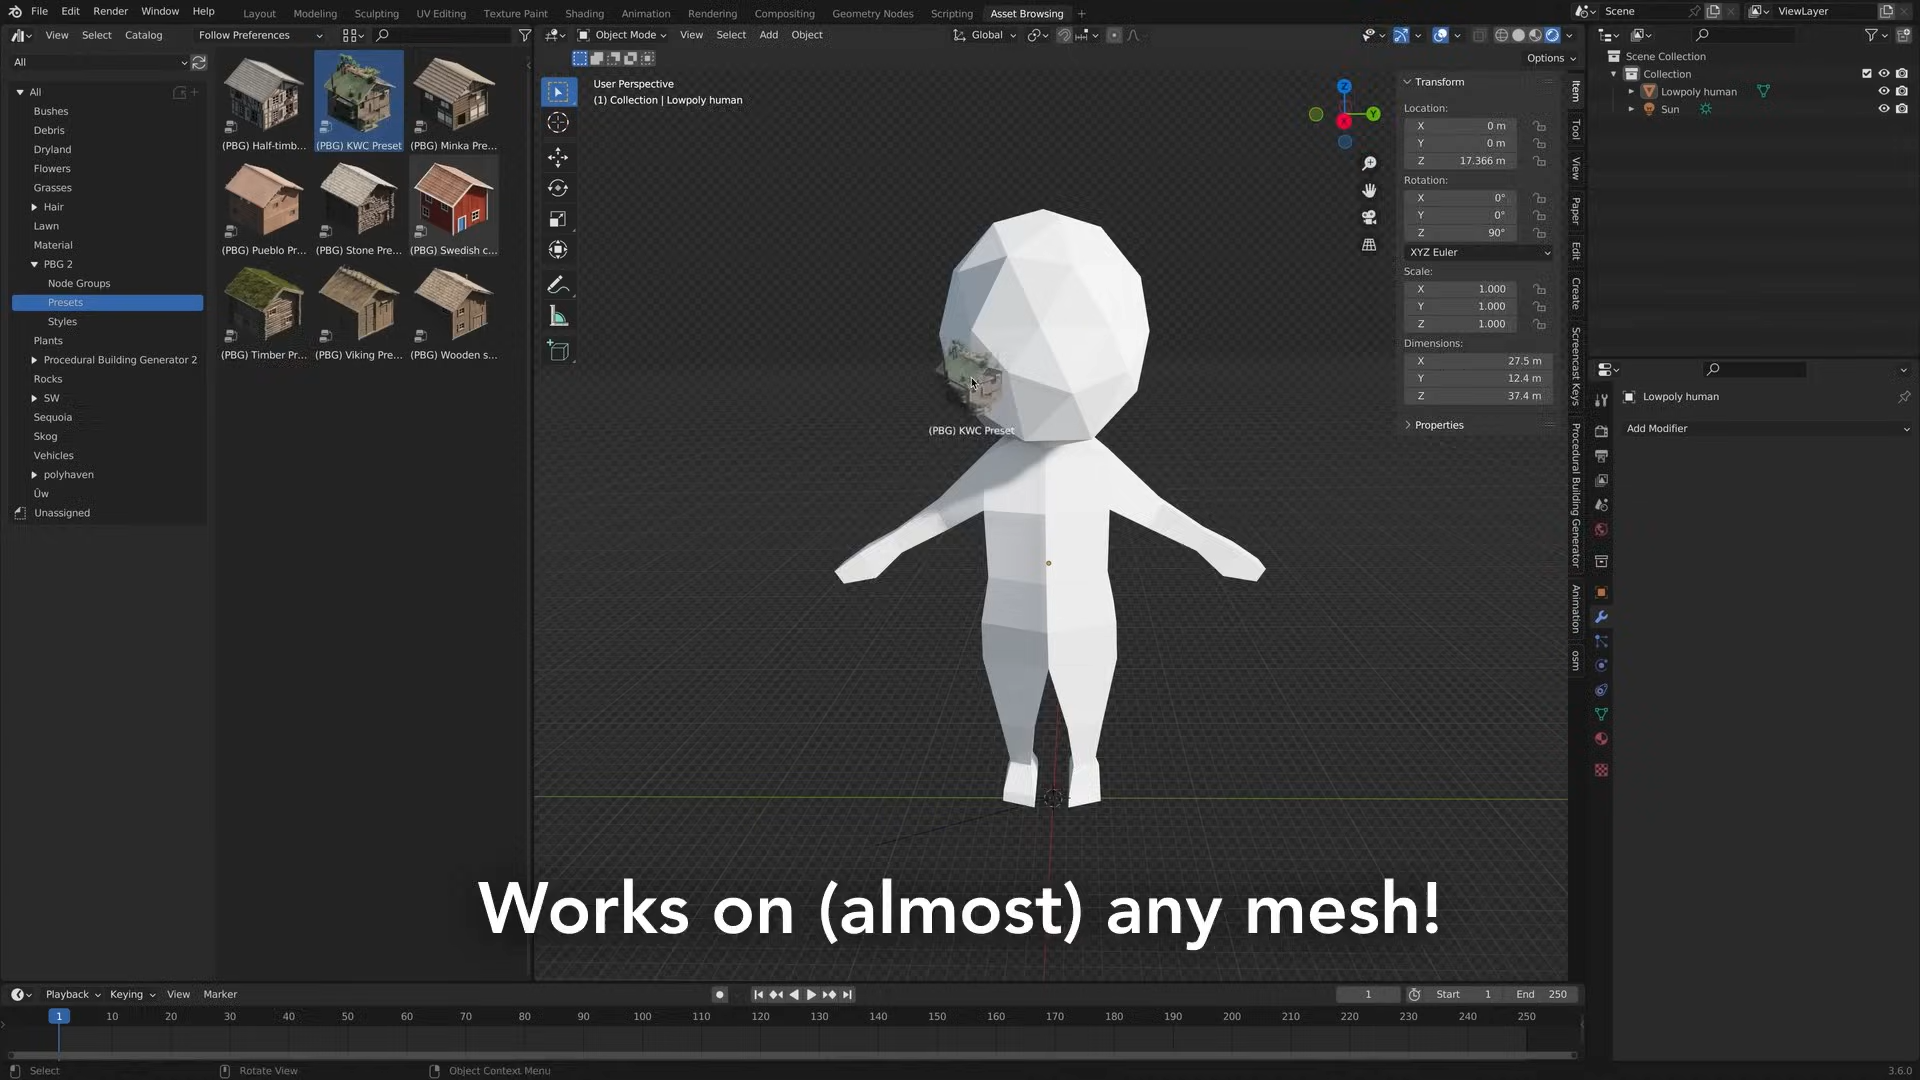 File Edit Render Window Help Layout Modeling Sculpting UV Editing Texture Paint Shading Animation Rendering Compositing Geometry Nodes Scripting Asset Browsing + Scene ViewLayer
View Select Catalog Follow Preferences
Object Mode View Select Add Object Global
Options
All
All
Bushes
Debris
Dryland
Flowers
Grasses
Hair
Lawn
Material
PBG 2
Node Groups
Presets
Styles
Plants
Procedural Building Generator 2
Rocks
SW
Sequoia
Skog
Vehicles
polyhaven
Üw
Unassigned
(PBG) Half-timb... (PBG) KWC Preset (PBG) Minka Pre...
(PBG) Pueblo Pr... (PBG) Stone Pre... (PBG) Swedish c...
(PBG) Timber Pr... (PBG) Viking Pre... (PBG) Wooden s...
User Perspective
(1) Collection | Lowpoly human
Z
Y
X
(PBG) KWC Preset
Transform
Location:
X 0 m
Y 0 m
Z 17.366 m
Rotation:
X 0°
Y 0°
Z 90°
XYZ Euler
Scale:
X 1.000
Y 1.000
Z 1.000
Dimensions:
X 27.5 m
Y 12.4 m
Z 37.4 m
Properties
Item
Tool
View
Paper
Edit
Create
Screencast Keys
Procedural Building Generator
Animation
osm
Scene Collection
Collection
Lowpoly human
Sun
Lowpoly human
Add Modifier
Works on (almost) any mesh!
Playback Keying View Marker 1 Start 1 End 250
1 10 20 30 40 50 60 70 80 90 100 110 120 130 140 150 160 170 180 190 200 210 220 230 240 250
Select Rotate View Object Context Menu 3.6.0